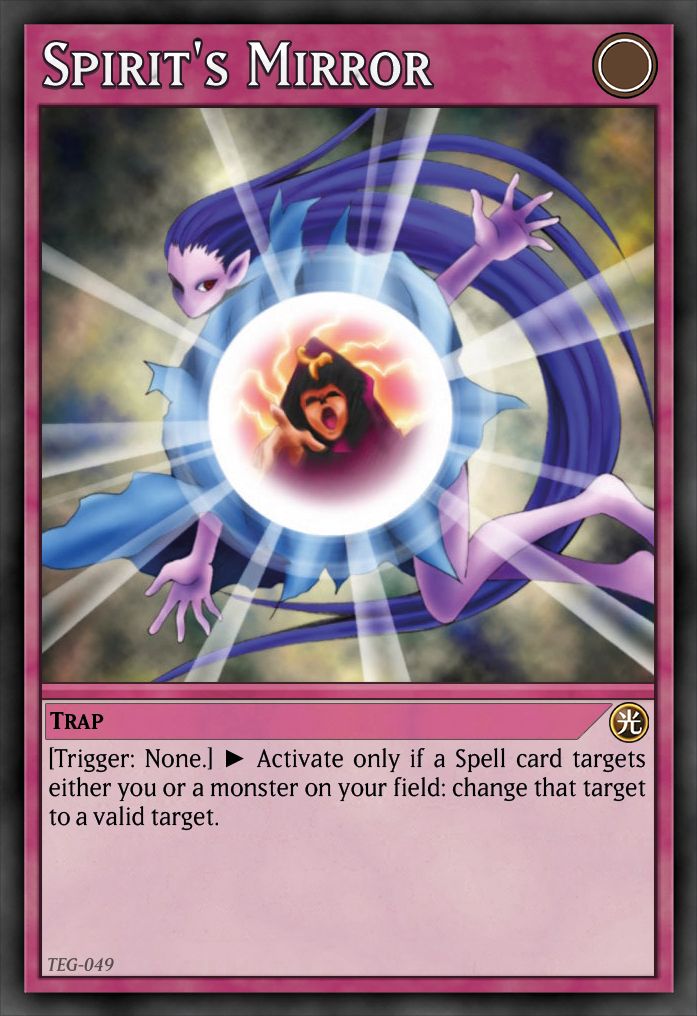 Spirit's Mirror
Trap
光
[Trigger: None.] ► Activate only if a Spell card targets
either you or a monster on your field: change that target
to a valid target.
TEG-049